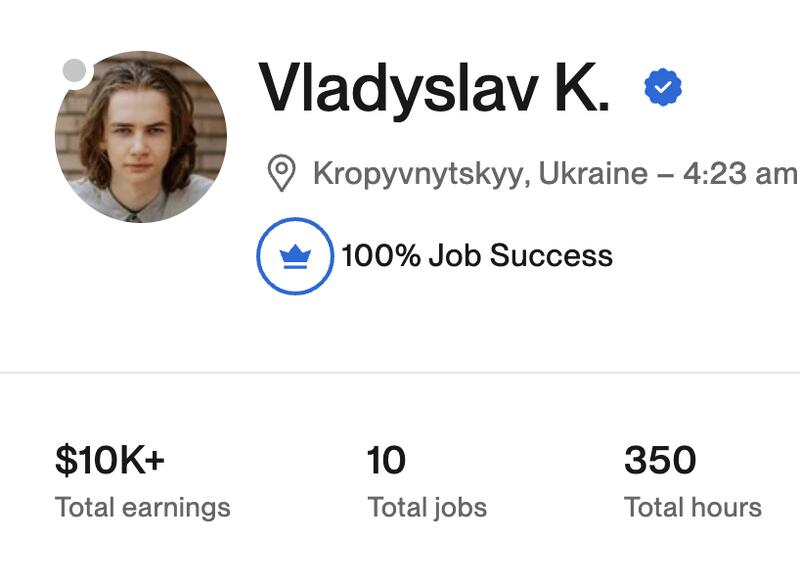 Vladyslav K.
Kropyvnytskyy, Ukraine – 4:23 am
100% Job Success
$10K+ 10 350
Total earnings Total jobs Total hours